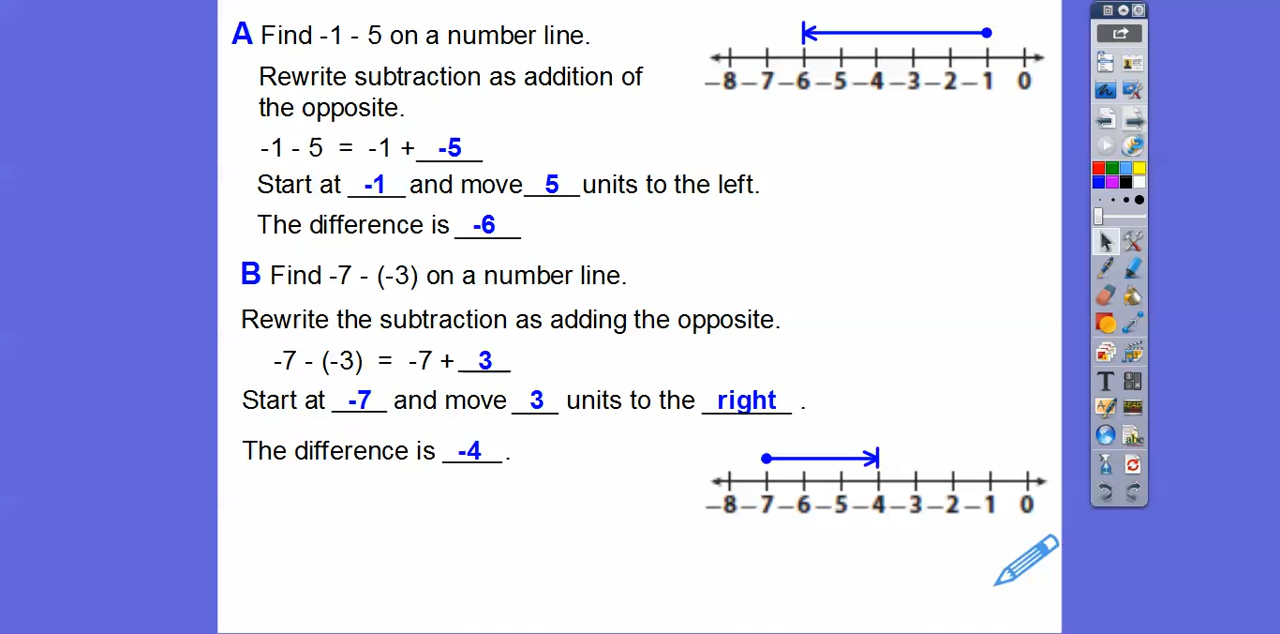 A Find -1 - 5 on a number line.
Rewrite subtraction as addition of
the opposite.
-1 - 5 = -1 + -5
Start at -1 and move 5 units to the left.
The difference is -6
−8 −7 −6 −5 −4 −3 −2 −1 0
B Find -7 - (-3) on a number line.
Rewrite the subtraction as adding the opposite.
-7 - (-3) = -7 + 3
Start at -7 and move 3 units to the right .
The difference is -4 .
−8 −7 −6 −5 −4 −3 −2 −1 0
T
abc